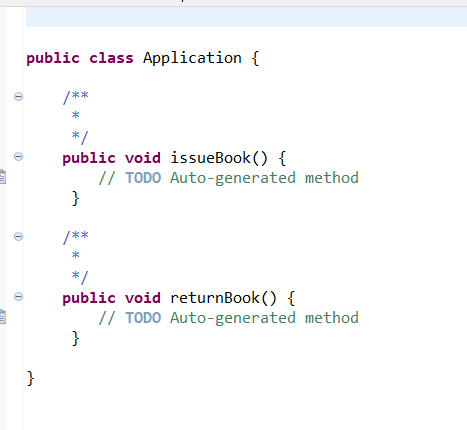 public class Application {
/**
*
*/
public void issueBook() {
// TODO Auto-generated method
}
/**
*
*/
public void returnBook() {
// TODO Auto-generated method
}
}